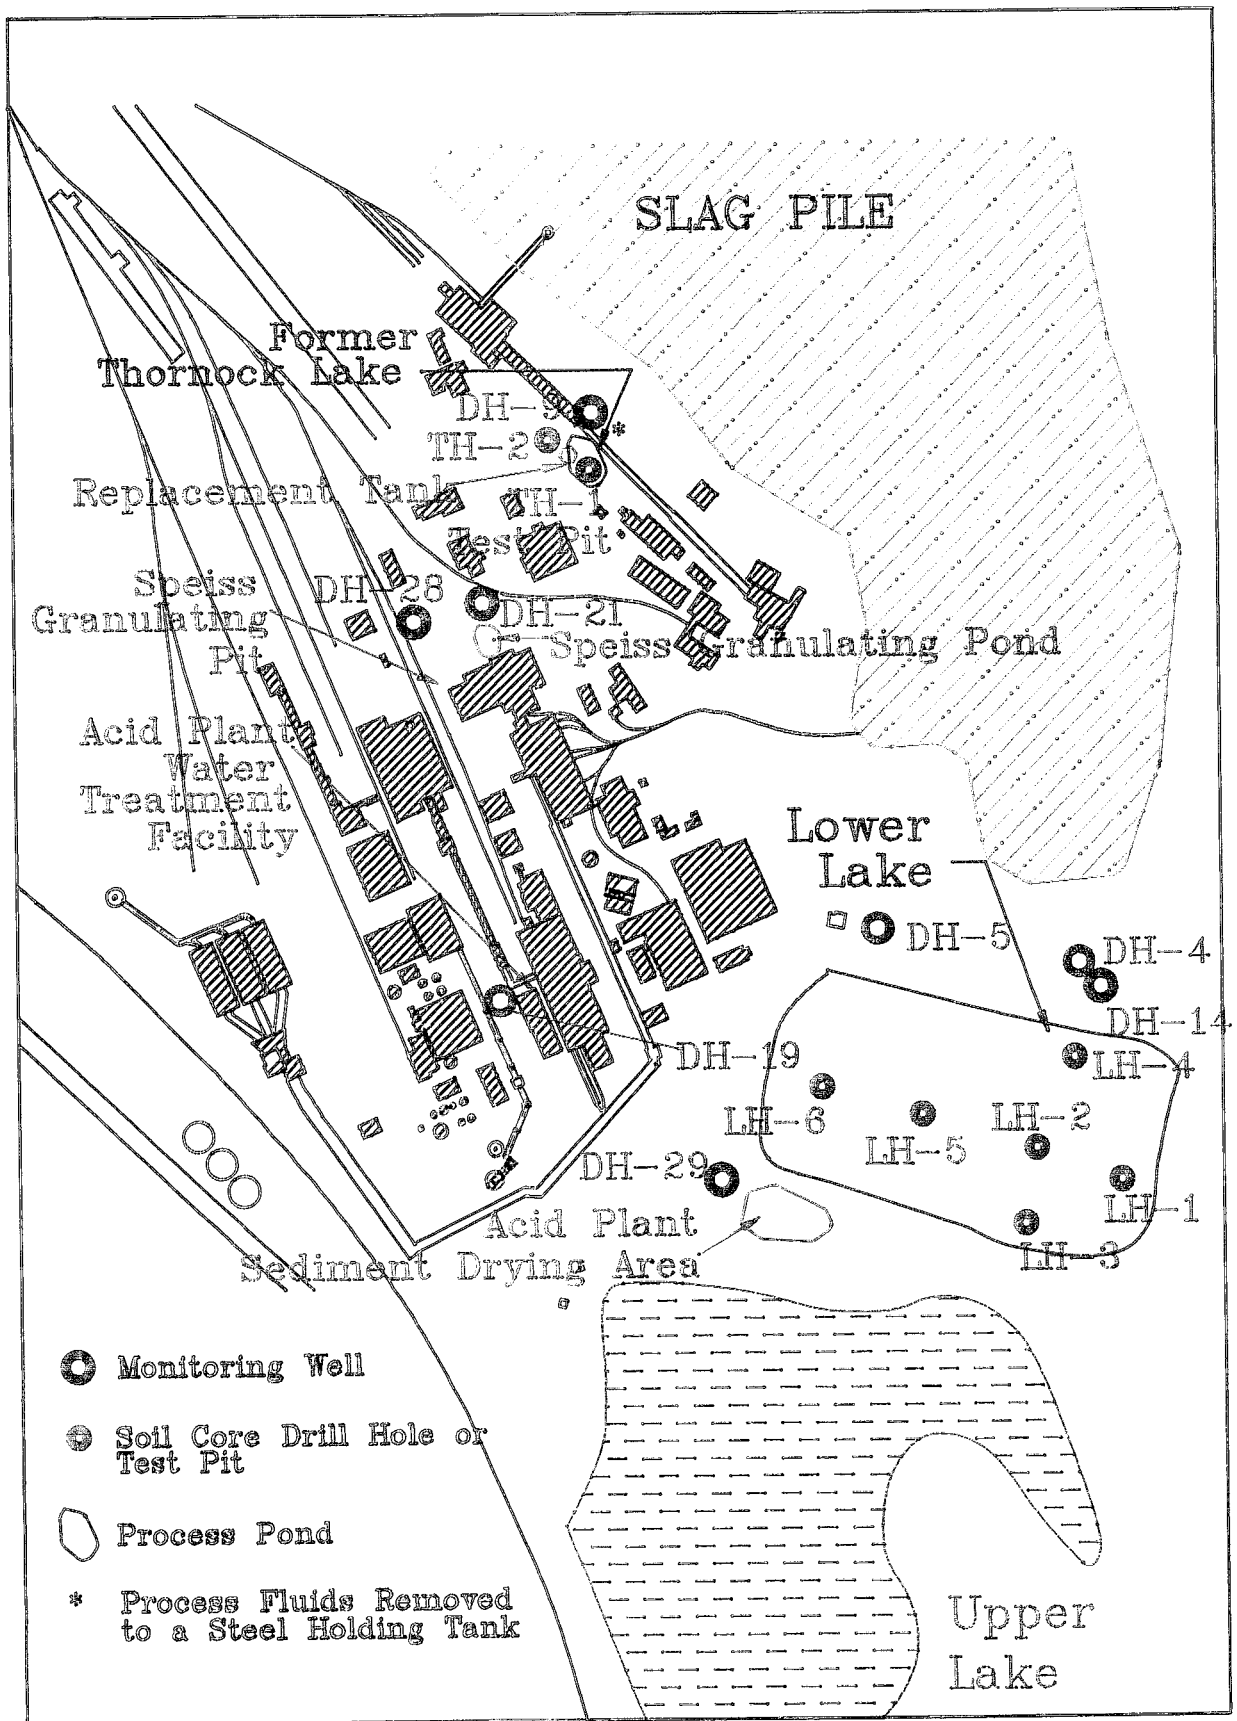 SLAG PILE
Former
Thornock Lake
DH-9
*
TH-2
Replacement Tank
TH-1
Test Pit
Speiss
Granulating
Pit
DH-28
DH-21
Speiss Granulating Pond
Acid Plant
Water
Treatment
Facility
Lower
Lake
DH-5
DH-4
DH-14
DH-19
LH-4
LH-6
LH-5
LH-2
LH-1
LH-3
DH-29
Acid Plant
Sediment Drying Area
Monitoring Well
Soil Core Drill Hole or
Test Pit
Process Pond
* Process Fluids Removed
to a Steel Holding Tank
Upper
Lake